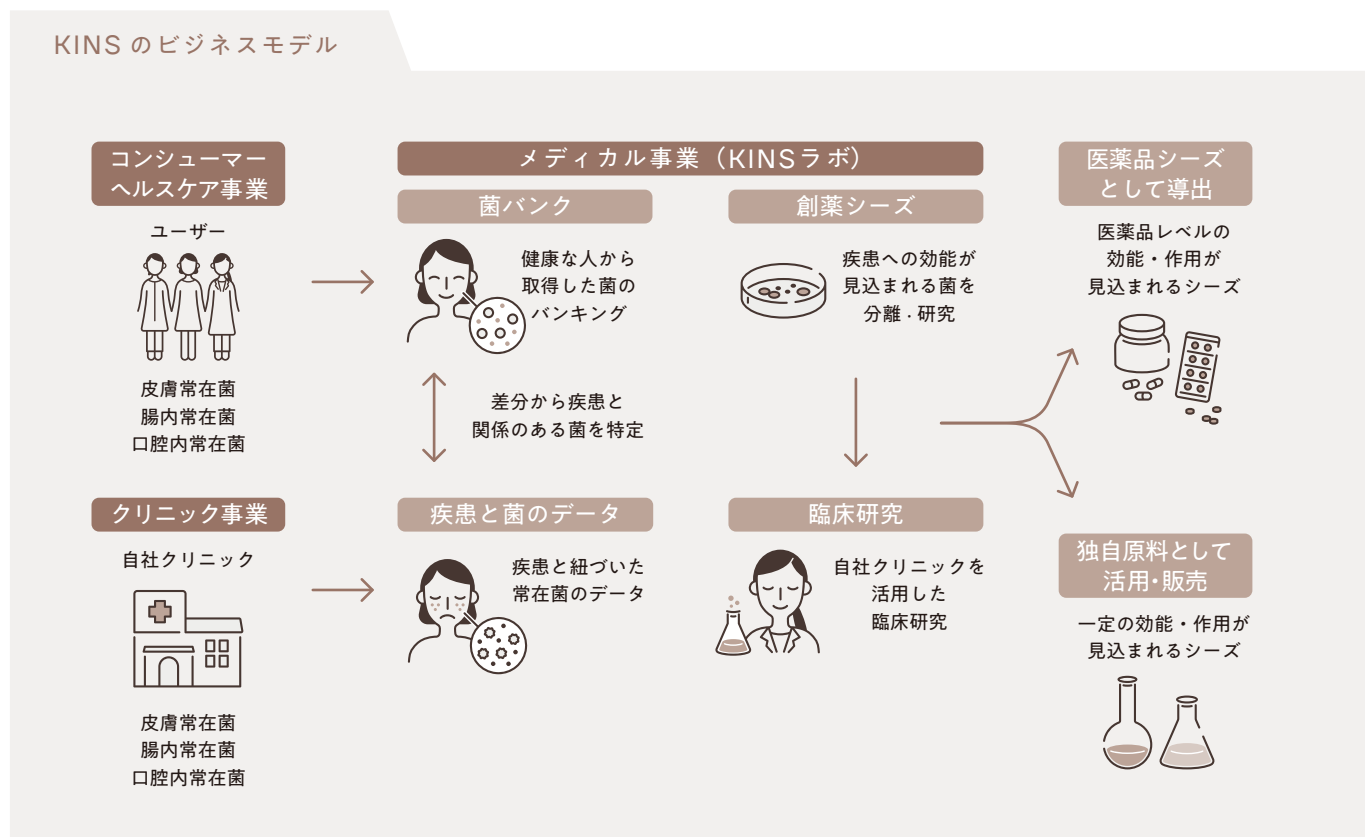 KINS のビジネスモデル
コンシューマー
ヘルスケア事業
ユーザー
皮膚常在菌
腸内常在菌
口腔内常在菌
クリニック事業
自社クリニック
皮膚常在菌
腸内常在菌
口腔内常在菌
メディカル事業（KINSラボ）
菌バンク
健康な人から
取得した菌の
バンキング
差分から疾患と
関係のある菌を特定
疾患と菌のデータ
疾患と紐づいた
常在菌のデータ
創薬シーズ
疾患への効能が
見込まれる菌を
分離・研究
臨床研究
自社クリニックを
活用した
臨床研究
医薬品シーズ
として導出
医薬品レベルの
効能・作用が
見込まれるシーズ
独自原料として
活用・販売
一定の効能・作用が
見込まれるシーズ